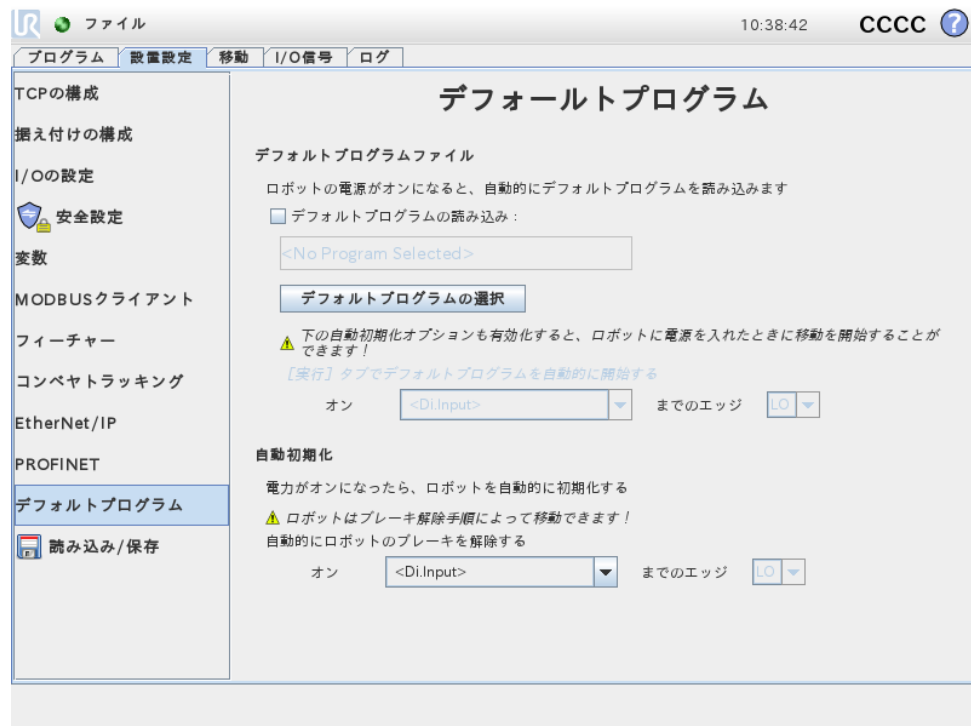 UR ファイル 10:38:42 CCCC ?
プログラム 設置設定 移動 I/O信号 ログ
TCPの構成
据え付けの構成
I/Oの設定
安全設定
変数
MODBUSクライアント
フィーチャー
コンベヤトラッキング
EtherNet/IP
PROFINET
デフォルトプログラム
読み込み/保存
デフォールトプログラム
デフォルトプログラムファイル
ロボットの電源がオンになると、自動的にデフォルトプログラムを読み込みます
デフォルトプログラムの読み込み:
<No Program Selected>
デフォルトプログラムの選択
下の自動初期化オプションも有効化すると、ロボットに電源を入れたときに移動を開始することが
できます!
[実行] タブでデフォルトプログラムを自動的に開始する
オン <Di.Input> までのエッジ LO
自動初期化
電力がオンになったら、ロボットを自動的に初期化する
ロボットはブレーキ解除手順によって移動できます!
自動的にロボットのブレーキを解除する
オン <Di.Input> までのエッジ LO